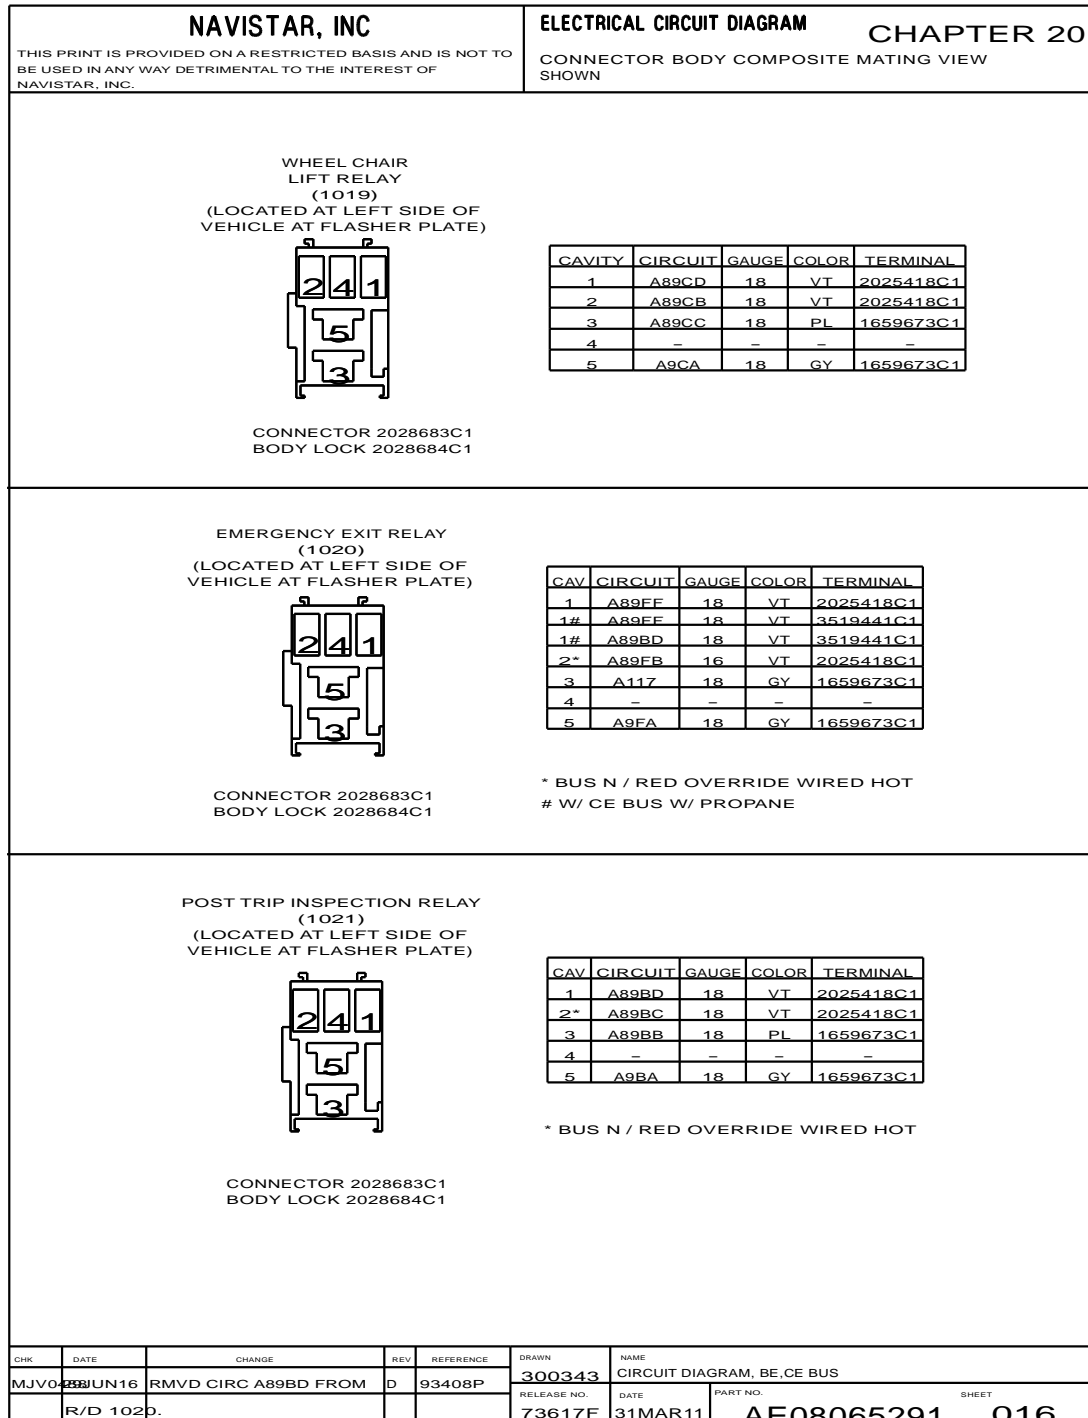 NAVISTAR, INC
THIS PRINT IS PROVIDED ON A RESTRICTED BASIS AND IS NOT TO
BE USED IN ANY WAY DETRIMENTAL TO THE INTEREST OF
NAVISTAR, INC.
ELECTRICAL CIRCUIT DIAGRAM
CHAPTER 20
CONNECTOR BODY COMPOSITE MATING VIEW
SHOWN
WHEEL CHAIR
LIFT RELAY
(1019)
(LOCATED AT LEFT SIDE OF
VEHICLE AT FLASHER PLATE)
2 4 1
5
3
CONNECTOR 2028683C1
BODY LOCK 2028684C1
CAVITY CIRCUIT GAUGE COLOR TERMINAL
1 A89CD 18 VT 2025418C1
2 A89CB 18 VT 2025418C1
3 A89CC 18 PL 1659673C1
4 – – – –
5 A9CA 18 GY 1659673C1
EMERGENCY EXIT RELAY
(1020)
(LOCATED AT LEFT SIDE OF
VEHICLE AT FLASHER PLATE)
2 4 1
5
3
CONNECTOR 2028683C1
BODY LOCK 2028684C1
CAV CIRCUIT GAUGE COLOR TERMINAL
1 A89FF 18 VT 2025418C1
1# A89FF 18 VT 3519441C1
1# A89BD 18 VT 3519441C1
2* A89FB 16 VT 2025418C1
3 A117 18 GY 1659673C1
4 – – – –
5 A9FA 18 GY 1659673C1
* BUS N / RED OVERRIDE WIRED HOT
# W/ CE BUS W/ PROPANE
POST TRIP INSPECTION RELAY
(1021)
(LOCATED AT LEFT SIDE OF
VEHICLE AT FLASHER PLATE)
2 4 1
5
3
CONNECTOR 2028683C1
BODY LOCK 2028684C1
CAV CIRCUIT GAUGE COLOR TERMINAL
1 A89BD 18 VT 2025418C1
2* A89BC 18 VT 2025418C1
3 A89BB 18 PL 1659673C1
4 – – – –
5 A9BA 18 GY 1659673C1
* BUS N / RED OVERRIDE WIRED HOT
CHK DATE CHANGE REV REFERENCE
RMVD CIRC A89BD FROM D 93408P
R/D 1020.
DRAWN
300343
NAME
CIRCUIT DIAGRAM, BE,CE BUS
RELEASE NO.
73617F
DATE
31MAR11
PART NO.
AE08065291
SHEET
016